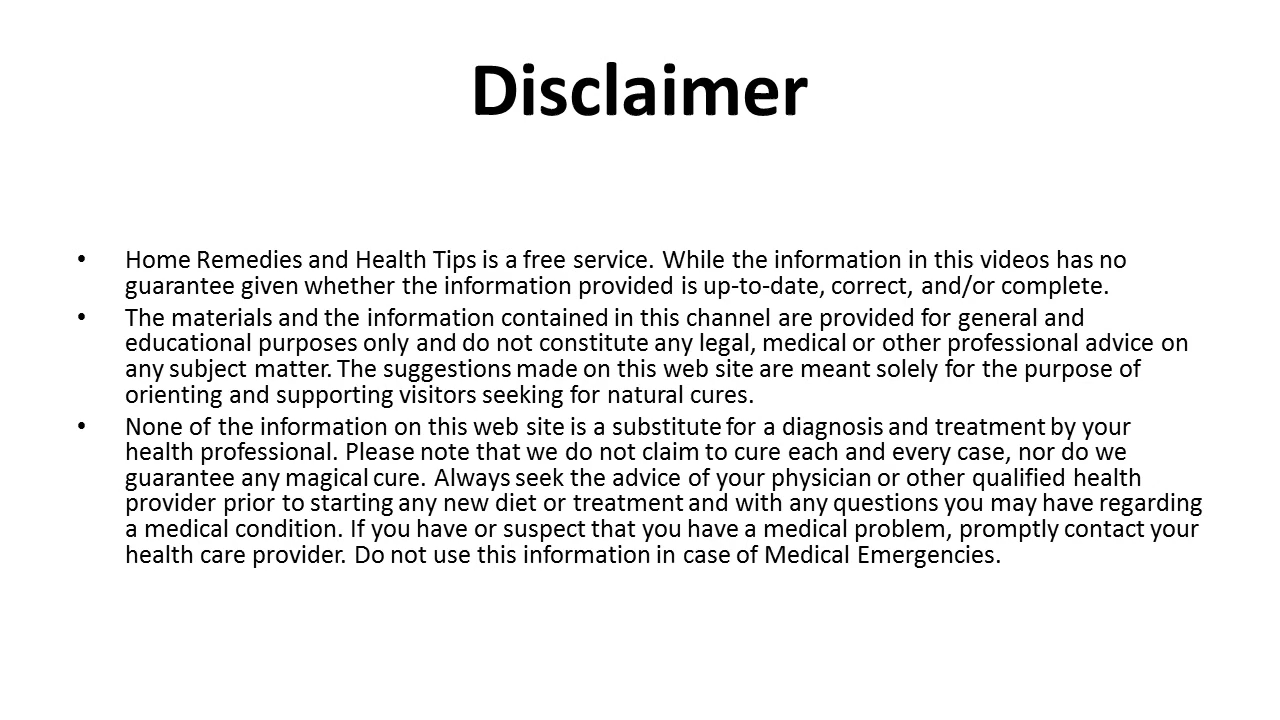 Disclaimer
• Home Remedies and Health Tips is a free service. While the information in this videos has no
guarantee given whether the information provided is up-to-date, correct, and/or complete.
• The materials and the information contained in this channel are provided for general and
educational purposes only and do not constitute any legal, medical or other professional advice on
any subject matter. The suggestions made on this web site are meant solely for the purpose of
orienting and supporting visitors seeking for natural cures.
• None of the information on this web site is a substitute for a diagnosis and treatment by your
health professional. Please note that we do not claim to cure each and every case, nor do we
guarantee any magical cure. Always seek the advice of your physician or other qualified health
provider prior to starting any new diet or treatment and with any questions you may have regarding
a medical condition. If you have or suspect that you have a medical problem, promptly contact your
health care provider. Do not use this information in case of Medical Emergencies.